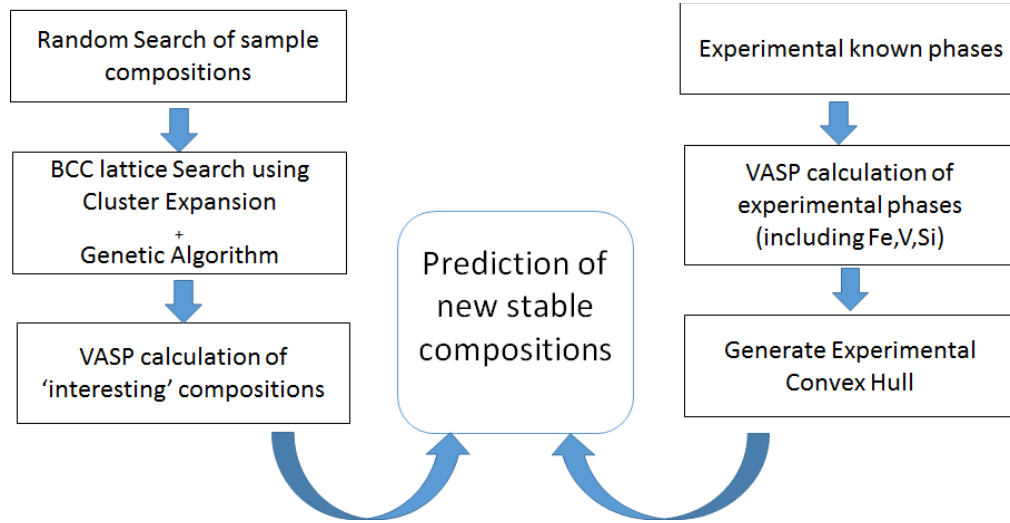 Random Search of sample
compositions
BCC lattice Search using
Cluster Expansion
+
Genetic Algorithm
VASP calculation of
‘interesting’ compositions
Prediction of
new stable
compositions
Experimental known phases
VASP calculation of
experimental phases
(including Fe,V,Si)
Generate Experimental
Convex Hull